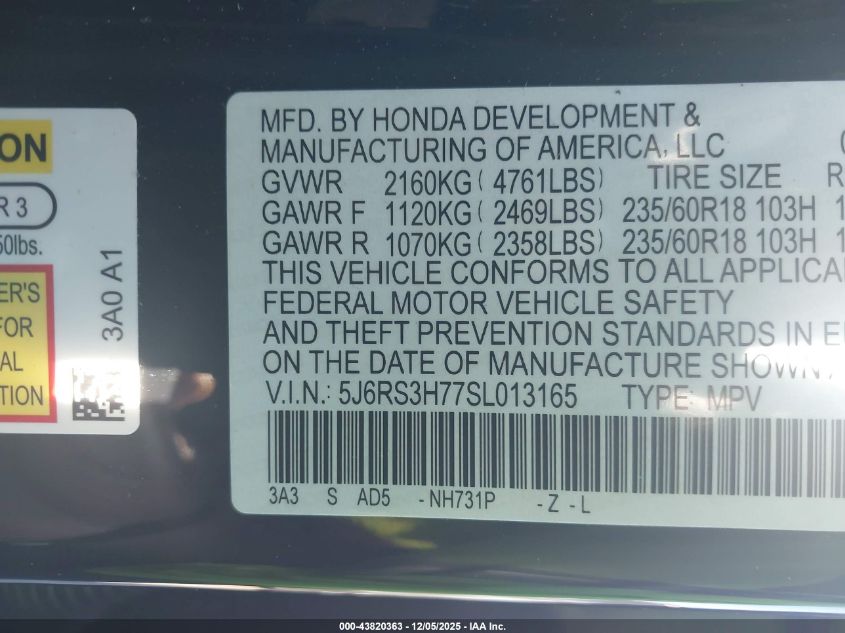 ON
R 3
50lbs.
ER'S
FOR
AL
TION
3A0 A1
MFD. BY HONDA DEVELOPMENT &
MANUFACTURING OF AMERICA, LLC
GVWR 2160KG ( 4761LBS) TIRE SIZE R
GAWR F 1120KG ( 2469LBS) 235/60R18 103H 1
GAWR R 1070KG ( 2358LBS) 235/60R18 103H 1
THIS VEHICLE CONFORMS TO ALL APPLICA
FEDERAL MOTOR VEHICLE SAFETY
AND THEFT PREVENTION STANDARDS IN E
ON THE DATE OF MANUFACTURE SHOWN
V.I.N.: 5J6RS3H77SL013165 TYPE: MPV
3A3 S AD5 -NH731P -Z -L
000-43820363 - 12/05/2025 - IAA Inc.